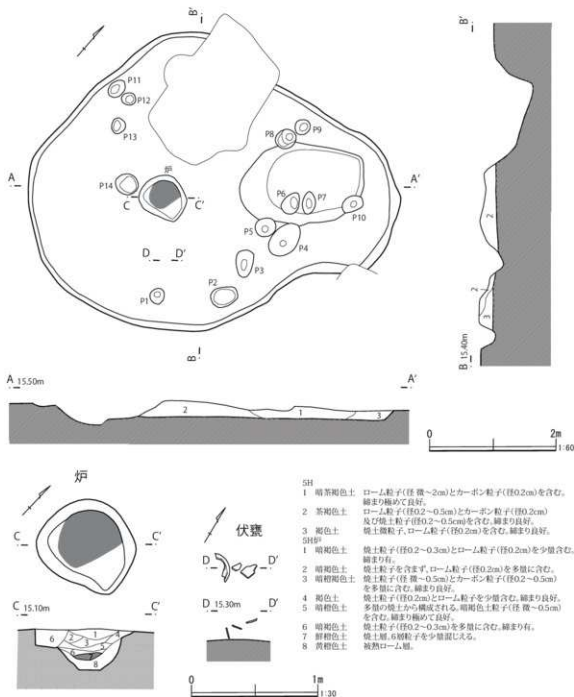 B'
P11
P12
P13
P8
P9
A
A'
炉
P14
C
C'
P6
P7
P10
P5
P4
D
D'
P3
P1
P2
B'
B'
2
2
3
B 15.40m
A 15.50m
A'
2
1
3
0
2m
1:60
炉
C
C'
C 15.10m
C'
6
2
1
4
3
5
6
7
8
伏甕
D
D'
D 15.30m
D'
0
1m
1:30
5H
1 暗茶褐色土 ローム粒子(径 微～2㎝)とカーボン粒子(径0.2㎝)を含む。
締まり極めて良好。
2 茶褐色土 ローム粒子(径0.2～0.5㎝)とカーボン粒子(径0.2㎝)
及び焼土粒子(径0.2～0.5㎝)を含む、締まり良好。
3 褐色土 焼土微粒子、ローム粒子(径0.2㎝)を含む、締まり良好。
5H炉
1 暗褐色土 焼土粒子(径0.2～0.3㎝)とローム粒子(径0.2㎝)を少量含む、
締まり有。
2 暗褐色土 焼土粒子を含まず、ローム粒子(径0.2㎝)を多量に含む。
3 暗橙褐色土 焼土粒子(径 微～0.5㎝)とカーボン粒子(径0.2～0.5㎝)
を多量に含む、締まり良好。
4 褐色土 焼土粒子(径0.2㎝)とローム粒子を少量含む、締まり良好。
5 暗橙色土 多量の焼土から構成される。暗褐色土粒子(径 微～0.5㎝)
を含む。締まり極めて良好。
6 暗褐色土 焼土粒子(径0.2～0.3㎝)を多量に含む、締まり有。
7 鮮橙色土 焼土層、6層粒子を少量混じえる。
8 黄橙色土 被熱ローム層。